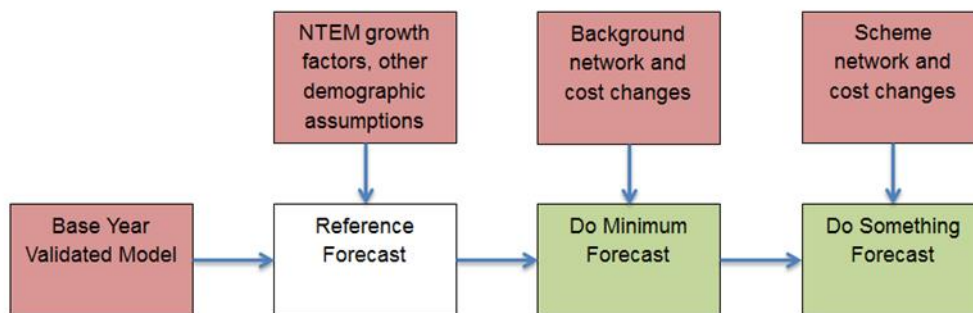 NTEM growth
factors, other
demographic
assumptions
Background
network and
cost changes
Scheme
network and
cost changes
Base Year
Validated Model
Reference
Forecast
Do Minimum
Forecast
Do Something
Forecast